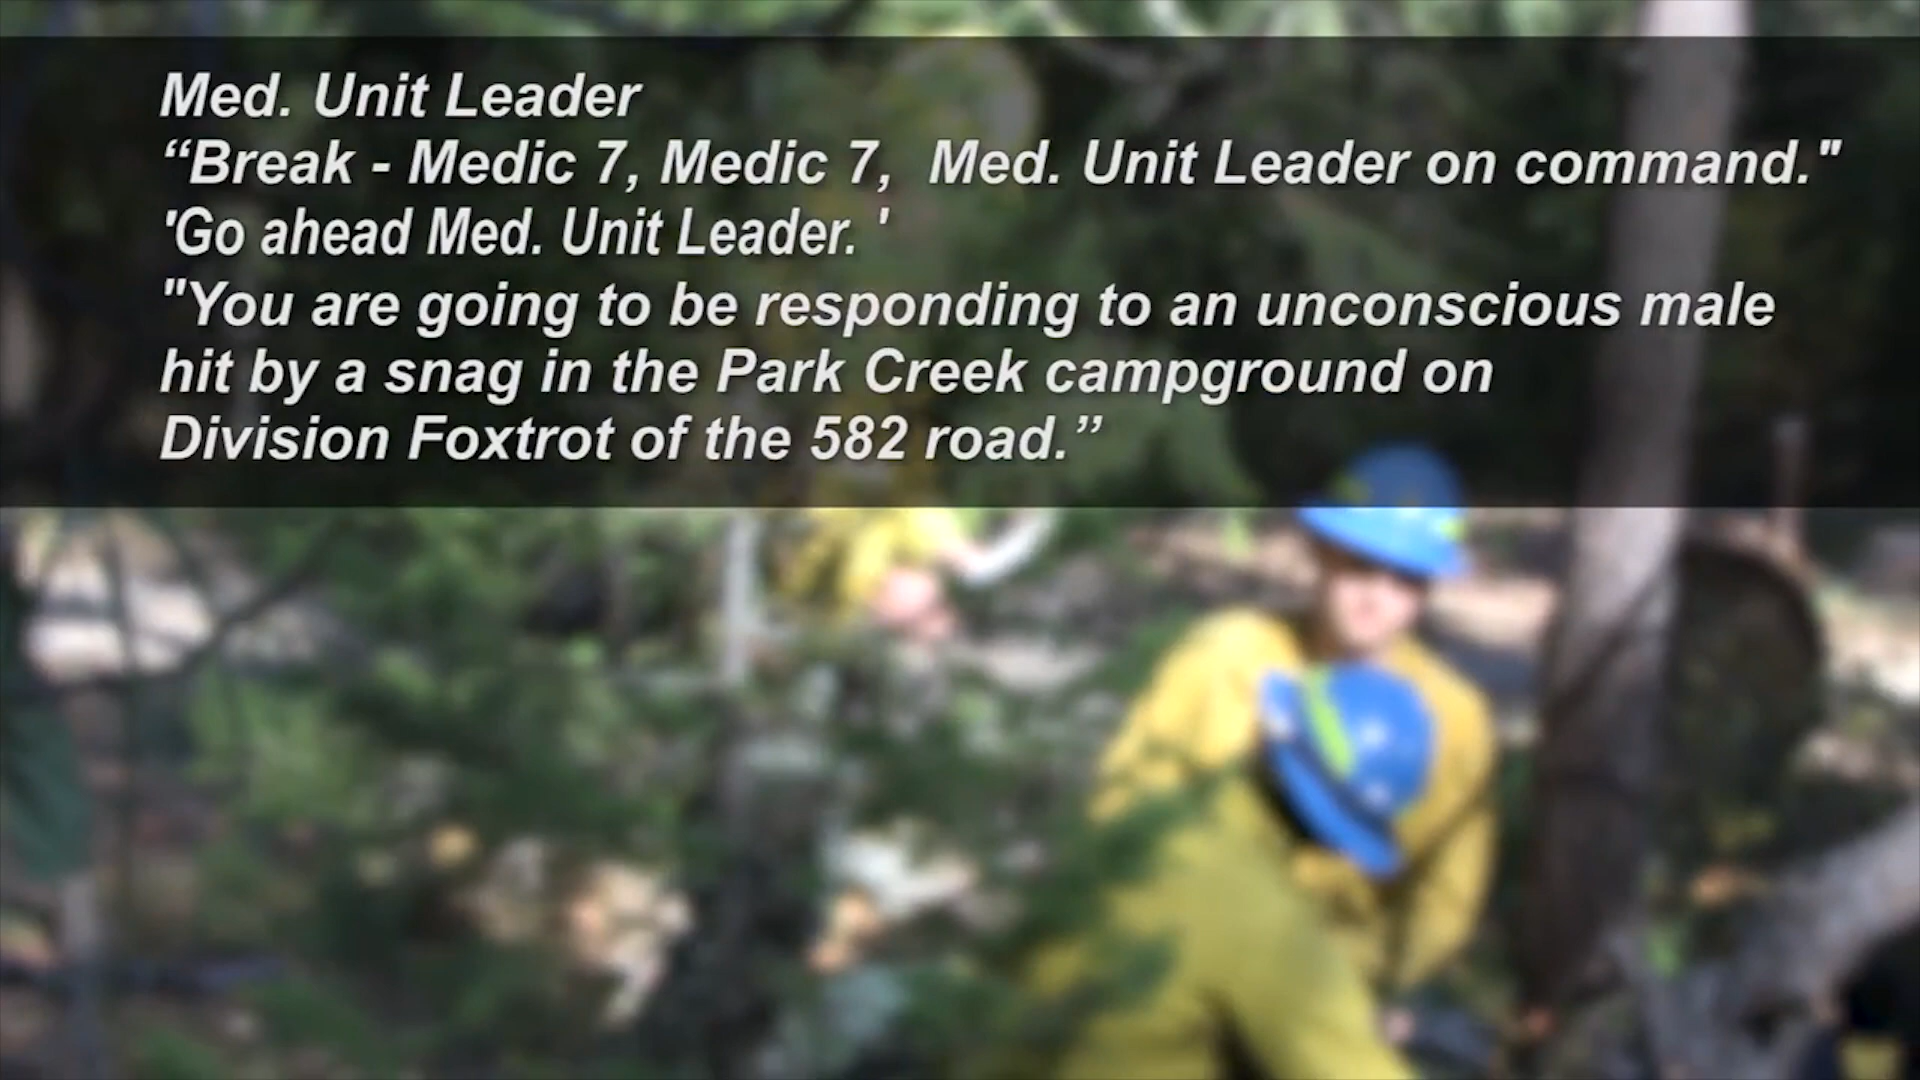 Med. Unit Leader
“Break - Medic 7, Medic 7, Med. Unit Leader on command."
'Go ahead Med. Unit Leader. '
"You are going to be responding to an unconscious male
hit by a snag in the Park Creek campground on
Division Foxtrot of the 582 road.”